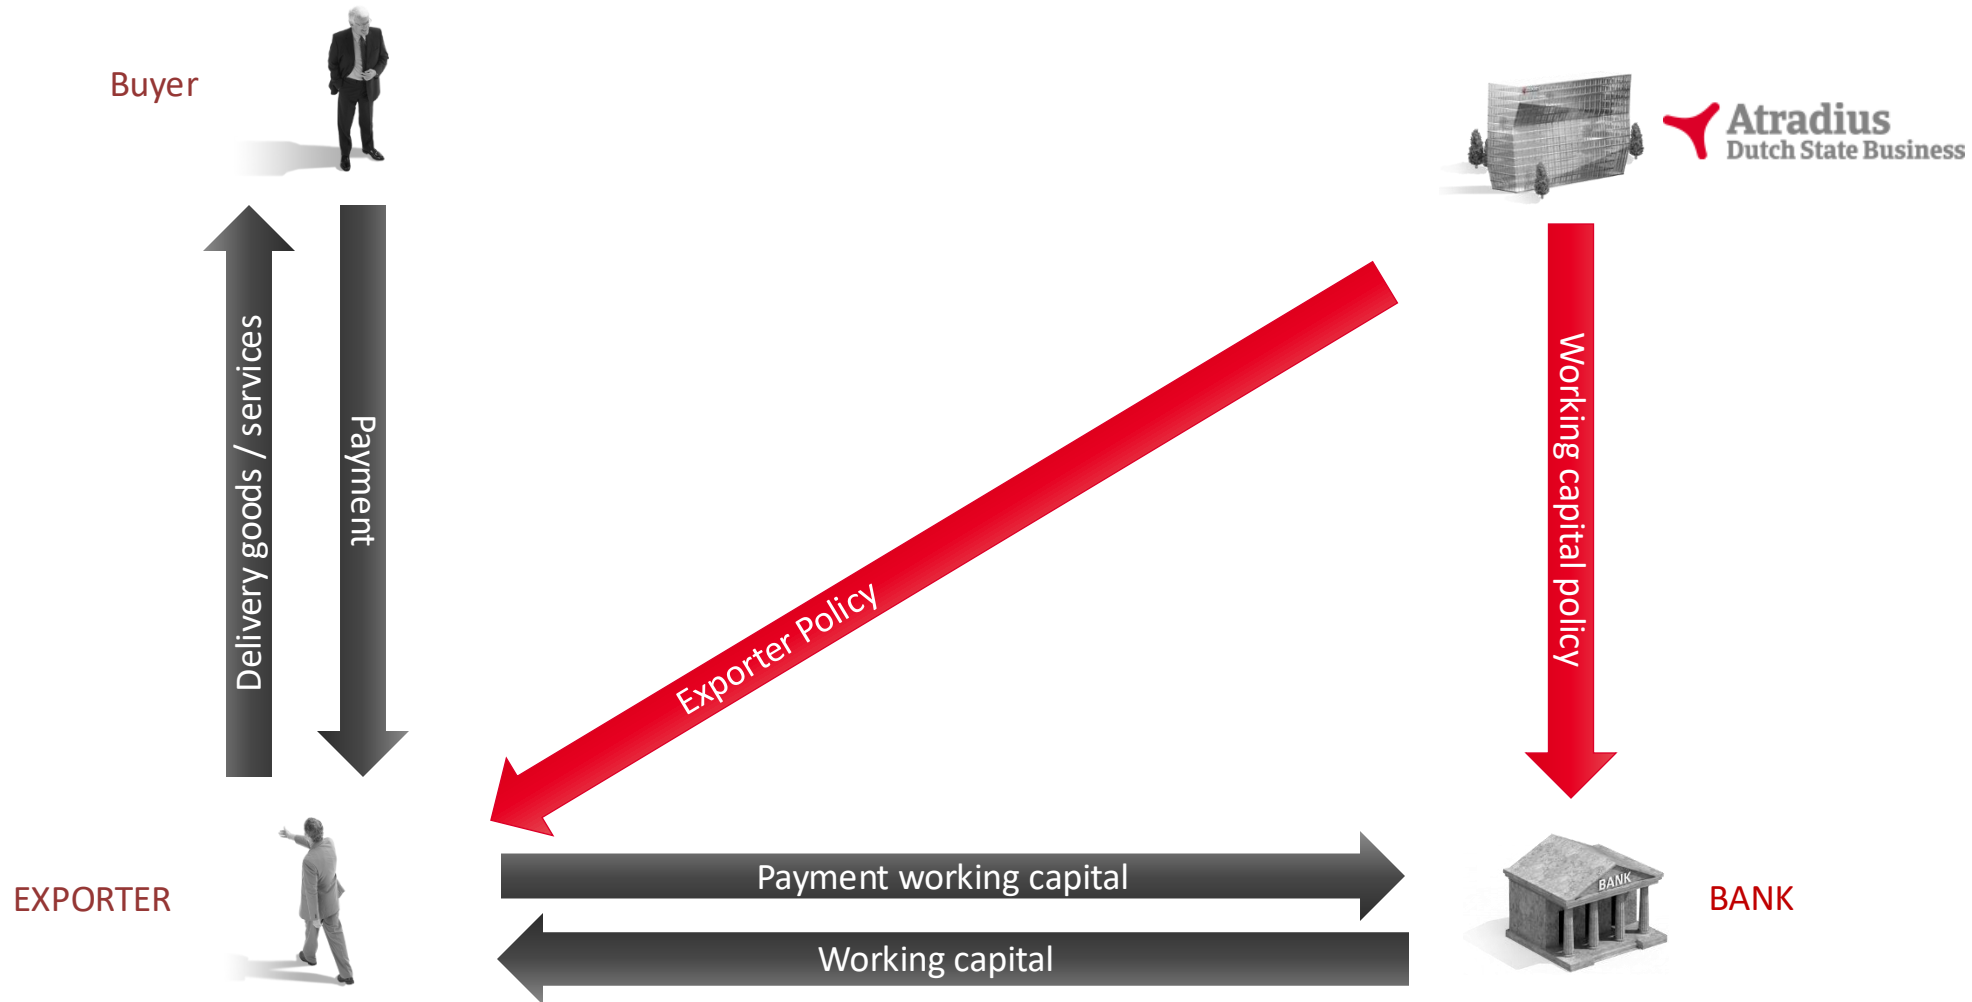 Buyer
Atradius
Dutch State Business
Delivery goods / services
Payment
Exporter Policy
Working capital policy
EXPORTER
Payment working capital
Working capital
BANK
BANK